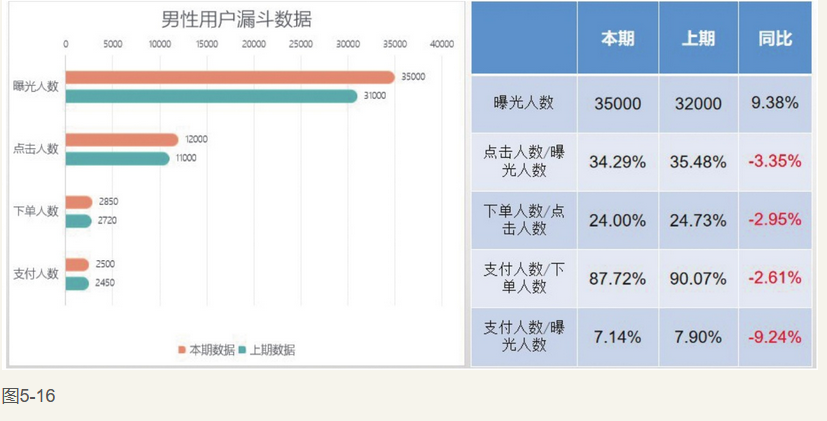 男性用户漏斗数据
0 5000 10000 15000 20000 25000 30000 35000 40000
曝光人数
35000
31000
点击人数
12000
11000
下单人数
2850
2720
支付人数
2500
2450
本期数据 上期数据
本期 上期 同比
曝光人数 35000 32000 9.38%
点击人数/曝
光人数 34.29% 35.48% -3.35%
下单人数/点
击人数 24.00% 24.73% -2.95%
支付人数/下
单人数 87.72% 90.07% -2.61%
支付人数/曝
光人数 7.14% 7.90% -9.24%
图5-16